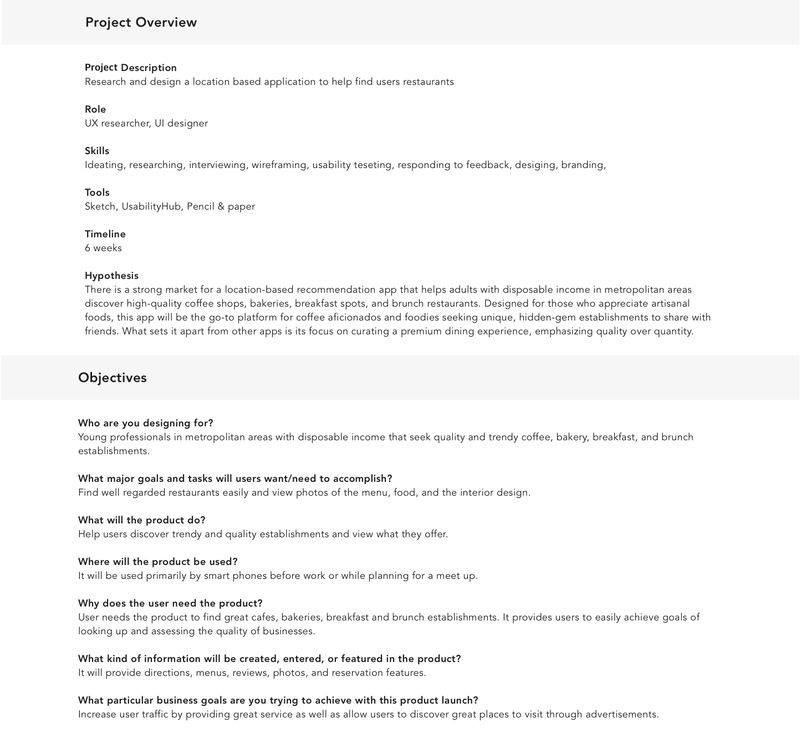 Project Overview
Project Description
Research and design a location based application to help find users restaurants
Role
UX researcher, UI designer
Skills
Ideating, researching, interviewing, wireframing, usability teseting, responding to feedback, desiging, branding,
Tools
Sketch, UsabilityHub, Pencil & paper
Timeline
6 weeks
Hypothesis
There is a strong market for a location-based recommendation app that helps adults with disposable income in metropolitan areas
discover high-quality coffee shops, bakeries, breakfast spots, and brunch restaurants. Designed for those who appreciate artisanal
foods, this app will be the go-to platform for coffee aficionados and foodies seeking unique, hidden-gem establishments to share with
friends. What sets it apart from other apps is its focus on curating a premium dining experience, emphasizing quality over quantity.
Objectives
Who are you designing for?
Young professionals in metropolitan areas with disposable income that seek quality and trendy coffee, bakery, breakfast, and brunch
establishments.
What major goals and tasks will users want/need to accomplish?
Find well regarded restaurants easily and view photos of the menu, food, and the interior design.
What will the product do?
Help users discover trendy and quality establishments and view what they offer.
Where will the product be used?
It will be used primarily by smart phones before work or while planning for a meet up.
Why does the user need the product?
User needs the product to find great cafes, bakeries, breakfast and brunch establishments. It provides users to easily achieve goals of
looking up and assessing the quality of businesses.
What kind of information will be created, entered, or featured in the product?
It will provide directions, menus, reviews, photos, and reservation features.
What particular business goals are you trying to achieve with this product launch?
Increase user traffic by providing great service as well as allow users to discover great places to visit through advertisements.